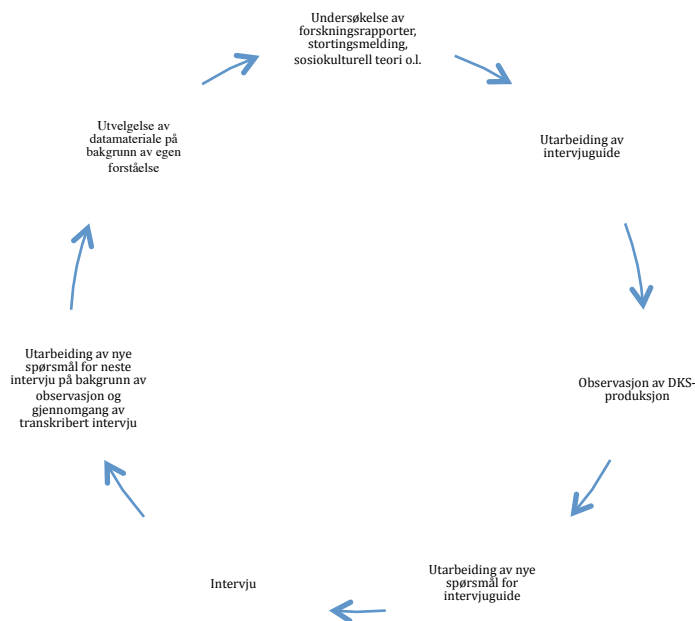 Undersøkelse av
forskningsrapporter,
stortingsmelding,
sosiokulturell teori o.l.
Utarbeiding av
intervjuguide
Observasjon av DKS-
produksjon
Utarbeiding av nye
spørsmål for
intervjuguide
Intervju
Utarbeiding av nye
spørsmål for neste
intervju på bakgrunn av
observasjon og
gjennomgang av
transkribert intervju
Utvelgelse av
datamateriale på
bakgrunn av egen
forståelse